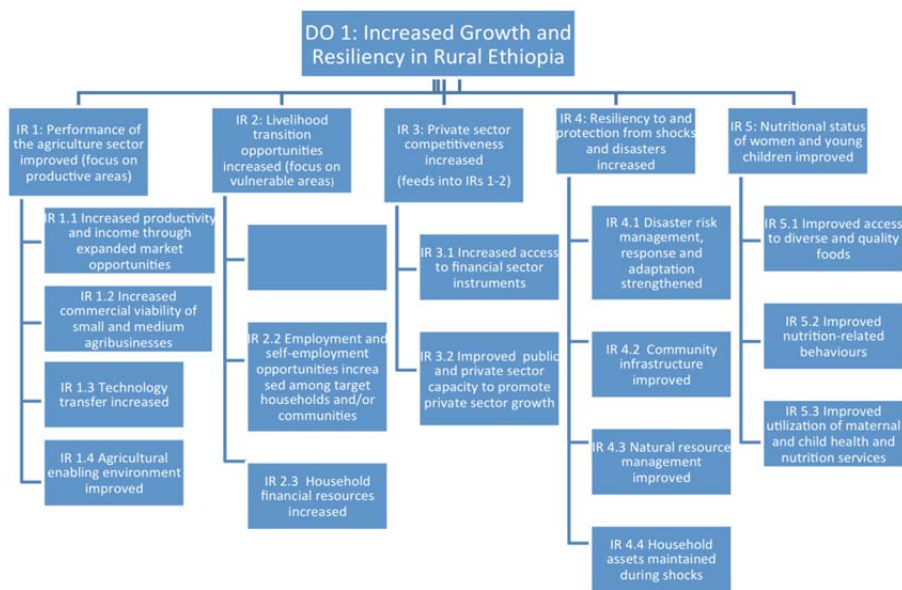 DO 1: Increased Growth and
Resiliency in Rural Ethiopia
IR 1: Performance of
the agriculture sector
improved (focus on
productive areas)
IR 1.1 Increased productivity
and income through
expanded market
opportunities
IR 1.2 Increased
commercial viability of
small and medium
agribusinesses
IR 1.3 Technology
transfer increased
IR 1.4 Agricultural
enabling environment
improved
IR 2: Livelihood
transition
opportunities
increased (focus on
vulnerable areas)
IR 2.2 Employment and
self-employment
opportunities increa
sed among target
households and/or
communities
IR 2.3 Household
financial resources
increased
IR 3: Private sector
competitiveness
increased
(feeds into IRs 1-2)
IR 3.1 Increased access
to financial sector
instruments
IR 3.2 Improved public
and private sector
capacity to promote
private sector growth
IR 4: Resiliency to and
protection from shocks
and disasters
increased
IR 4.1 Disaster risk
management,
response and
adaptation
strengthened
IR 4.2 Community
infrastructure
improved
IR 4.3 Natural resource
management
improved
IR 4.4 Household
assets maintained
during shocks
IR 5: Nutritional status
of women and young
children improved
IR 5.1 Improved access
to diverse and quality
foods
IR 5.2 Improved
nutrition-related
behaviours
IR 5.3 Improved
utilization of maternal
and child health and
nutrition services